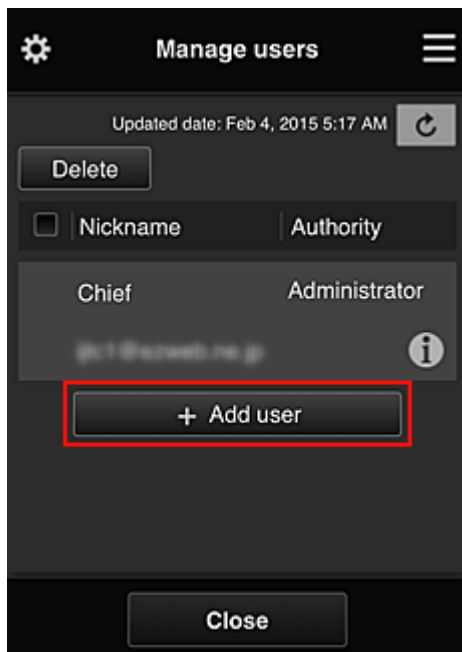 Manage users
Updated date: Feb 4, 2015 5:17 AM
Delete
Nickname Authority
Chief Administrator
+ Add user
Close